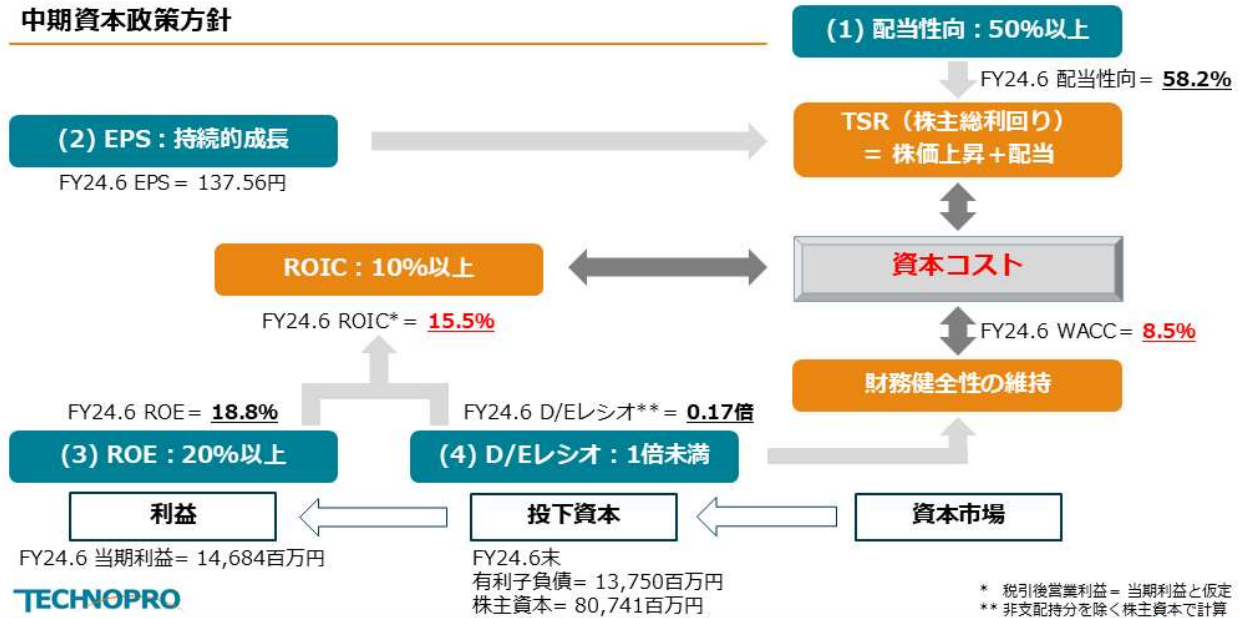 中期資本政策方針
(1) 配当性向：50%以上
FY24.6 配当性向＝ 58.2%
(2) EPS：持続的成長
FY24.6 EPS＝ 137.56円
TSR（株主総利回り）
＝ 株価上昇＋配当
ROIC：10%以上
FY24.6 ROIC*＝ 15.5%
資本コスト
FY24.6 WACC＝ 8.5%
財務健全性の維持
FY24.6 ROE＝ 18.8%
(3) ROE：20%以上
FY24.6 D/Eレシオ**＝ 0.17倍
(4) D/Eレシオ：1倍未満
利益
投下資本
資本市場
FY24.6 当期利益＝ 14,684百万円
FY24.6末
有利子負債＝ 13,750百万円
株主資本＝ 80,741百万円
TECHNOPRO
* 税引後営業利益＝ 当期利益と仮定
** 非支配持分を除く株主資本で計算